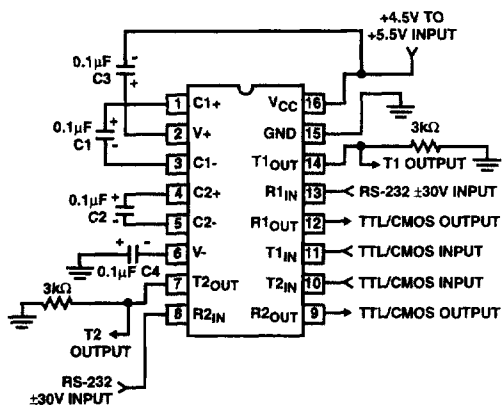 +4.5V TO
+5.5V INPUT
0.1μF
-
C3
+
0.1μF
+
C1
-
0.1μF
+
C2
-
+ -
0.1μF C4
3kΩ
T2
OUTPUT
RS-232
±30V INPUT
1 C1+
2 V+
3 C1-
4 C2+
5 C2-
6 V-
7 T2OUT
8 R2IN
VCC 16
GND 15
T1OUT 14
R1IN 13
R1OUT 12
T1IN 11
T2IN 10
R2OUT 9
3kΩ
T1 OUTPUT
RS-232 ±30V INPUT
TTL/CMOS OUTPUT
TTL/CMOS INPUT
TTL/CMOS INPUT
TTL/CMOS OUTPUT